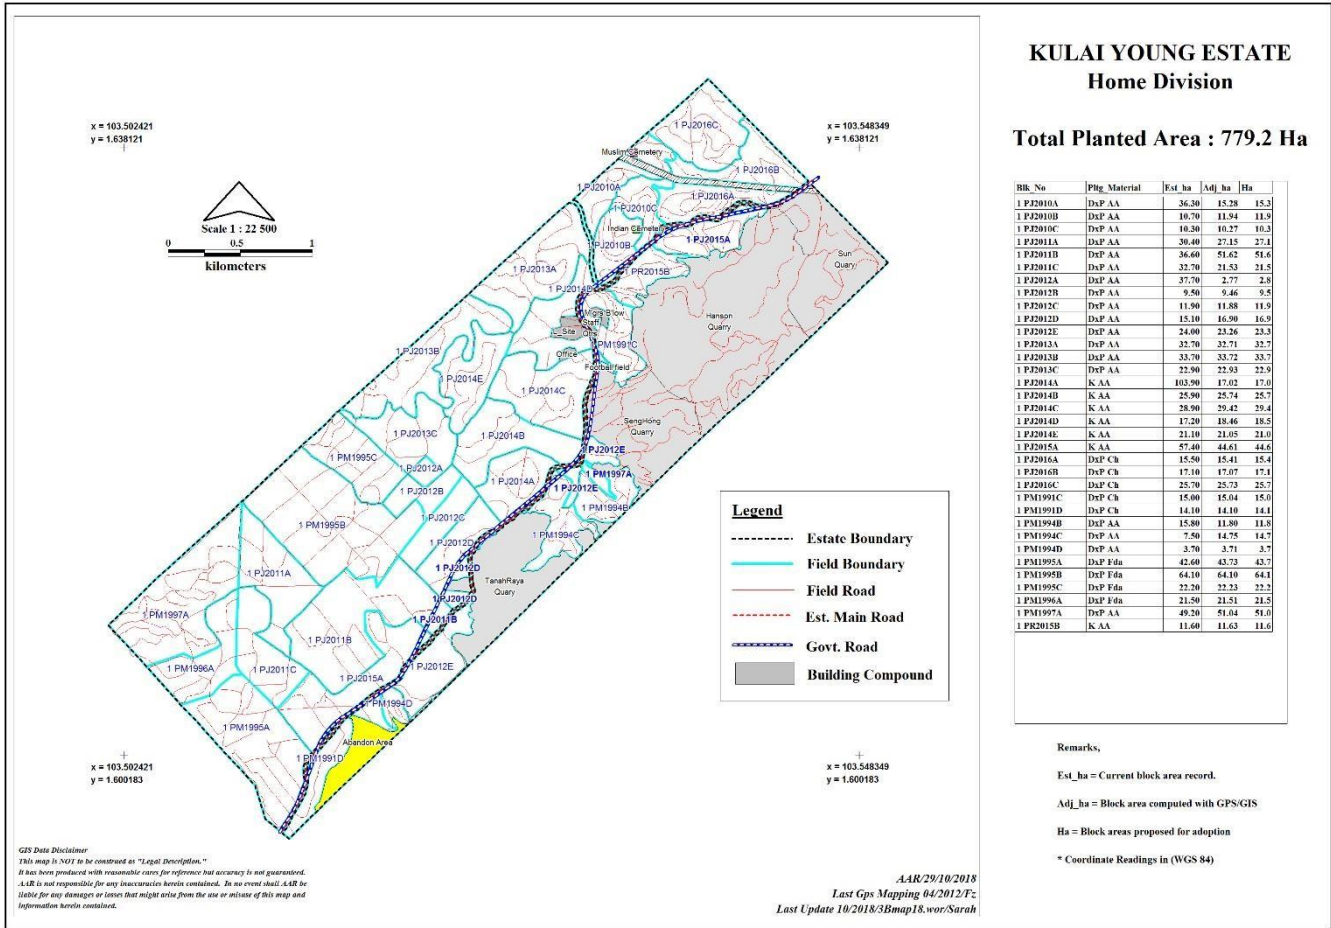 KULAI YOUNG ESTATE
Home Division
Total Planted Area : 779.2 Ha
x = 103.502421
y = 1.638121
x = 103.548349
y = 1.638121
Scale 1 : 22 500
0 0.5 1
kilometers
1 PJ2016C
Muslim Cemetery
1 PJ2016B
1 PJ2010A
1 PJ2016A
1 PJ2010C
Indian Cemetery
1 PJ2010B
1 PJ2015A
Sun
Quary
1 PJ2013A
1 PR2015B
1 PJ2014D
Mgrs B'low
Staff
Qtrs
L_Site
Hanson
Quarry
1 PJ2013B
Office
1 PM1991C
Football field
1 PJ2014E
1 PJ2014C
SengHong
Quarry
1 PJ2013C
1 PJ2014B
1 PJ2012E
1 PM1995C
1 PJ2012A
1 PM1997A
1 PJ2014A
1 PJ2012E
1 PJ2012B
1 PM1994B
1 PJ2012C
1 PM1995B
1 PM1994C
1 PJ2012D
1 PJ2012D
1 PJ2011A
TanahRaya
Quary
1 PJ2012D
1 PM1997A
1 PJ2011B
1 PJ2011B
1 PM1996A
1 PJ2011C
1 PJ2012E
1 PJ2015A
1 PM1994D
1 PM1995A
Abandon Area
1 PM1991D
x = 103.502421
y = 1.600183
x = 103.548349
y = 1.600183
Legend
Estate Boundary
Field Boundary
Field Road
Est. Main Road
Govt. Road
Building Compound
Blk_No Pltg_Material Est_ha Adj_ha Ha
1 PJ2010A DxP AA 36.30 15.28 15.3
1 PJ2010B DxP AA 10.70 11.94 11.9
1 PJ2010C DxP AA 10.30 10.27 10.3
1 PJ2011A DxP AA 30.40 27.15 27.1
1 PJ2011B DxP AA 36.60 51.62 51.6
1 PJ2011C DxP AA 32.70 21.53 21.5
1 PJ2012A DxP AA 37.70 2.77 2.8
1 PJ2012B DxP AA 9.50 9.46 9.5
1 PJ2012C DxP AA 11.90 11.88 11.9
1 PJ2012D DxP AA 15.10 16.90 16.9
1 PJ2012E DxP AA 24.00 23.26 23.3
1 PJ2013A DxP AA 32.70 32.71 32.7
1 PJ2013B DxP AA 33.70 33.72 33.7
1 PJ2013C DxP AA 22.90 22.93 22.9
1 PJ2014A K AA 103.90 17.02 17.0
1 PJ2014B K AA 25.90 25.74 25.7
1 PJ2014C K AA 28.90 29.42 29.4
1 PJ2014D K AA 17.20 18.46 18.5
1 PJ2014E K AA 21.10 21.05 21.0
1 PJ2015A K AA 57.40 44.61 44.6
1 PJ2016A DxP Ch 15.50 15.41 15.4
1 PJ2016B DxP Ch 17.10 17.07 17.1
1 PJ2016C DxP Ch 25.70 25.73 25.7
1 PM1991C DxP Ch 15.00 15.04 15.0
1 PM1991D DxP Ch 14.10 14.10 14.1
1 PM1994B DxP AA 15.80 11.80 11.8
1 PM1994C DxP AA 7.50 14.75 14.7
1 PM1994D DxP AA 3.70 3.71 3.7
1 PM1995A DxP Fda 42.60 43.73 43.7
1 PM1995B DxP Fda 64.10 64.10 64.1
1 PM1995C DxP Fda 22.20 22.23 22.2
1 PM1996A DxP Fda 21.50 21.51 21.5
1 PM1997A DxP AA 49.20 51.04 51.0
1 PR2015B K AA 11.60 11.63 11.6
Remarks,
Est_ha = Current block area record.
Adj_ha = Block area computed with GPS/GIS
Ha = Block areas proposed for adoption
* Coordinate Readings in (WGS 84)
GIS Data Disclaimer
This map is NOT to be construed as "Legal Description."
It has been produced with reasonable cares for reference but accuracy is not guaranteed.
AAR is not responsible for any inaccuracies herein contained. In no event shall AAR be
liable for any damages or losses that might arise from the use or misuse of this map and
information herein contained.
AAR/29/10/2018
Last Gps Mapping 04/2012/Fz
Last Update 10/2018/3Bmap18.wor/Sarah